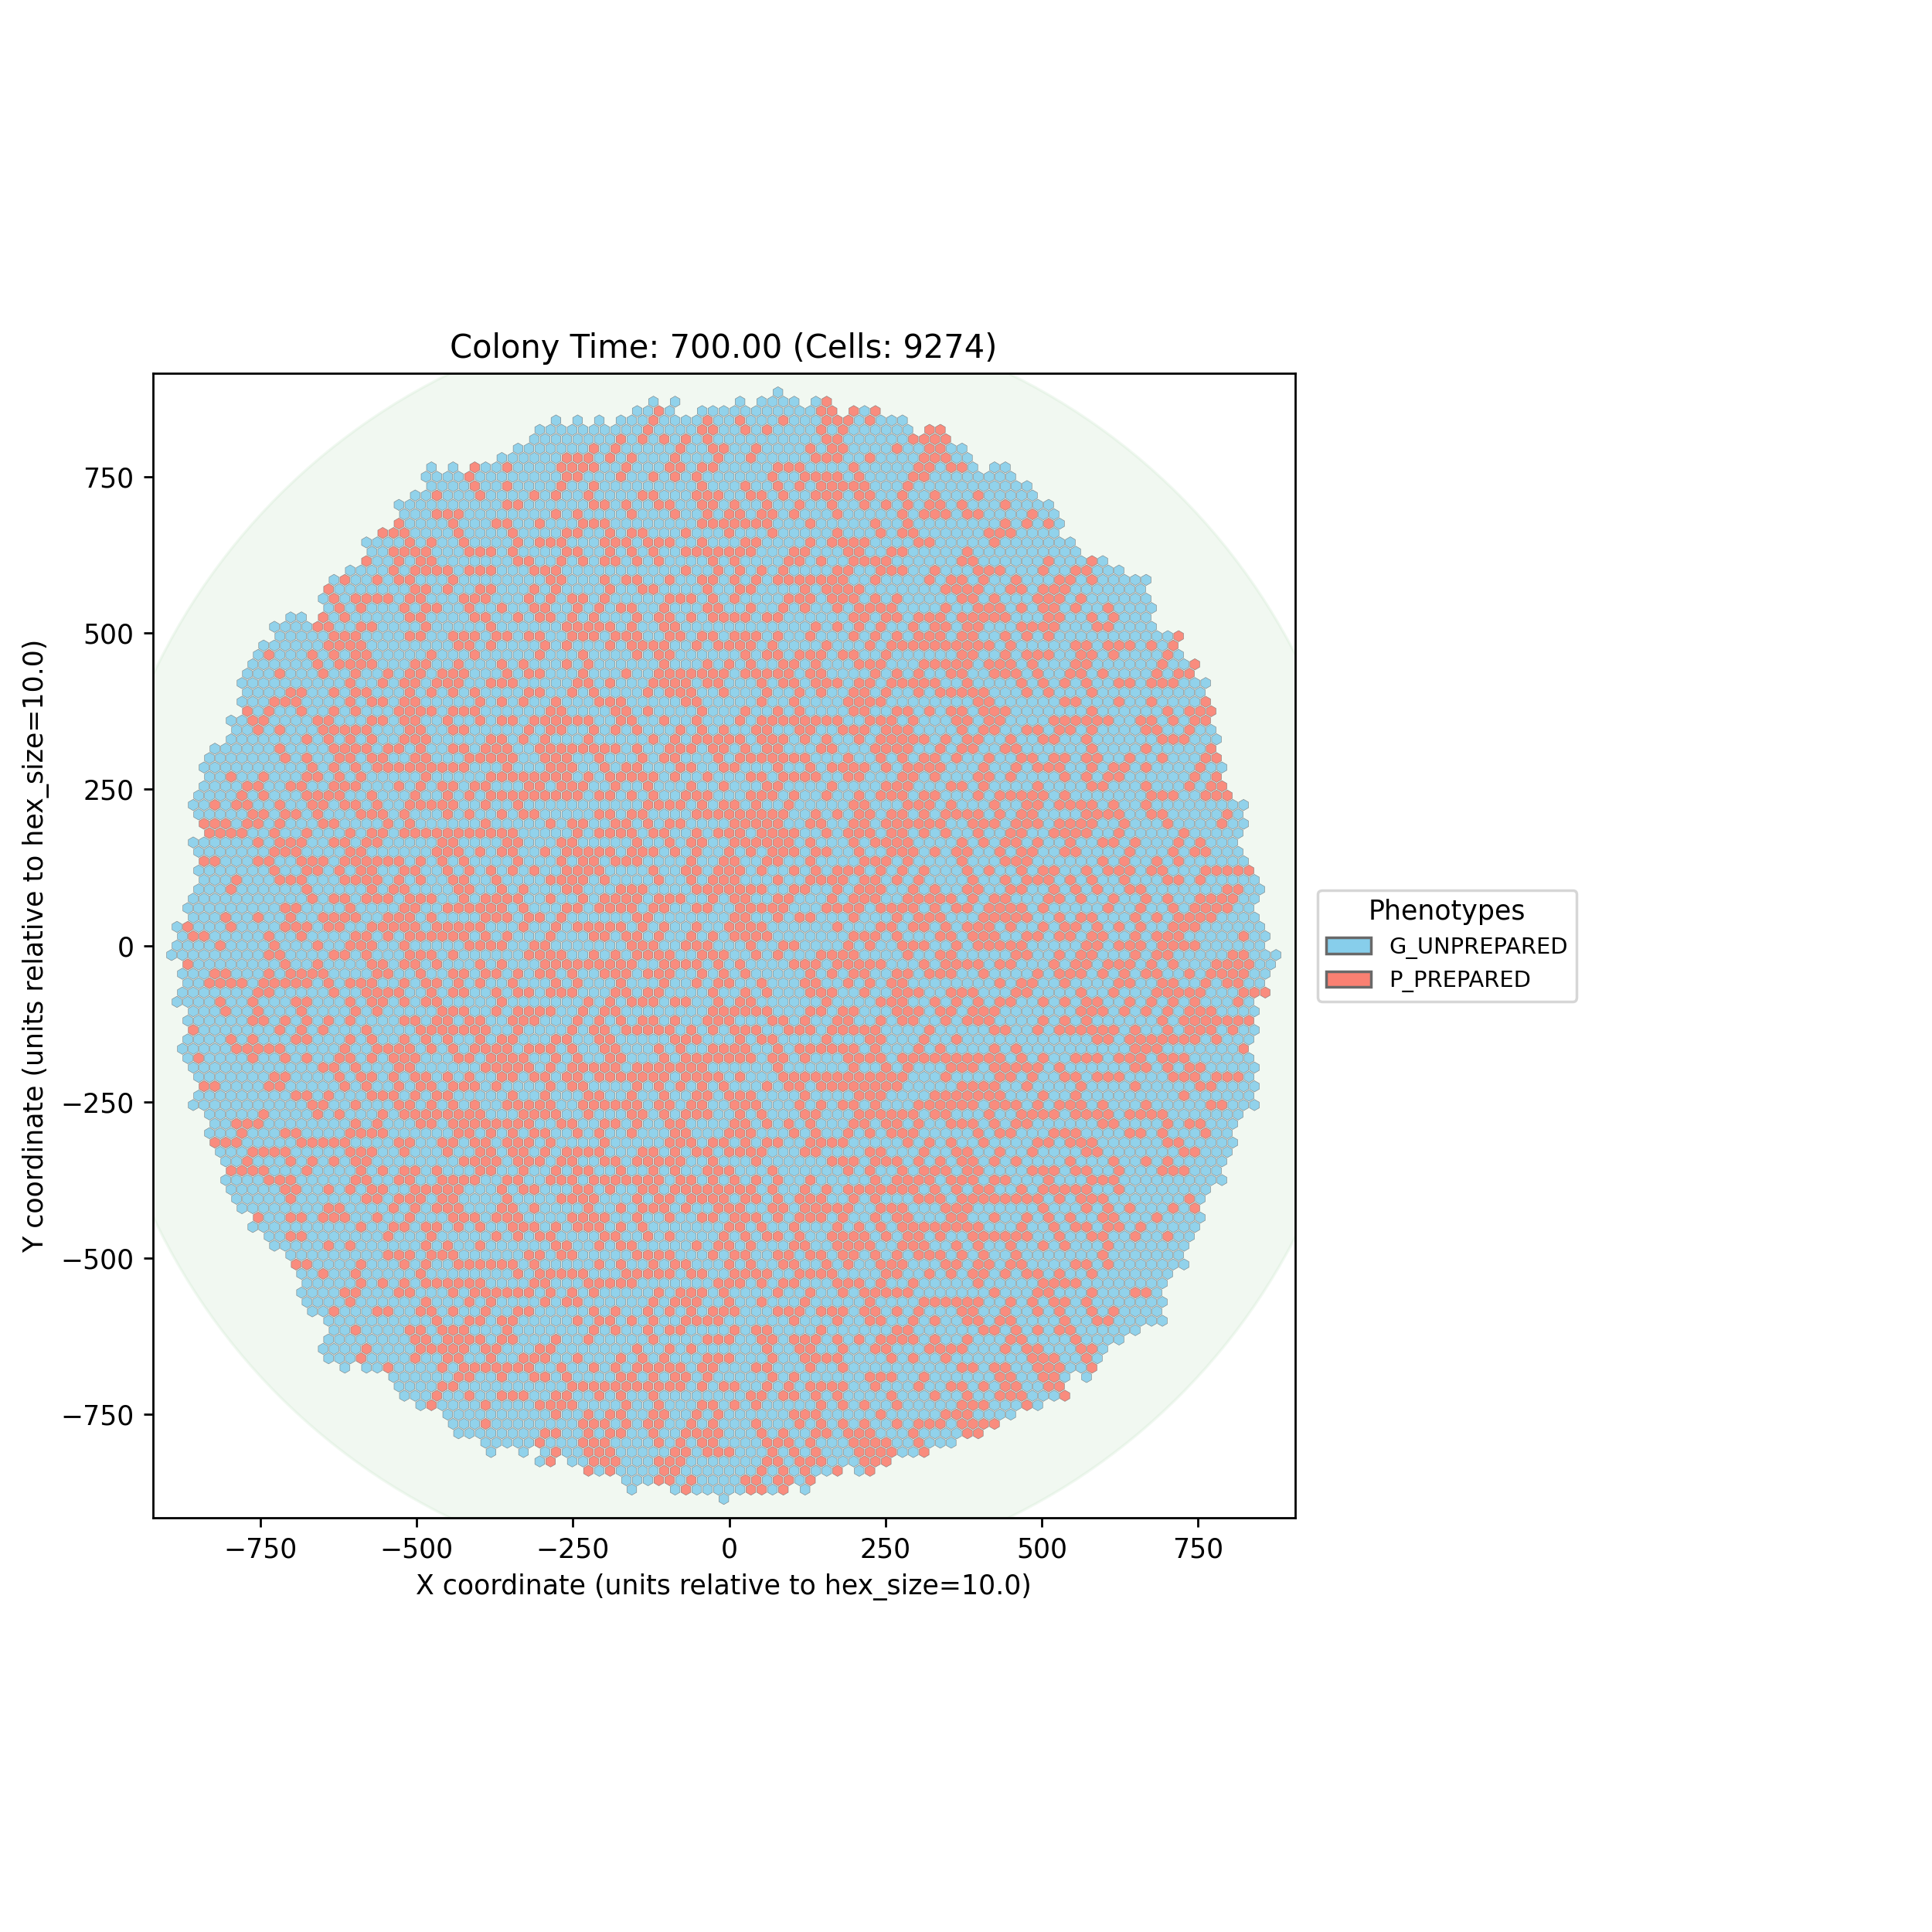 Colony Time: 700.00 (Cells: 9274)
Y coordinate (units relative to hex_size=10.0)
750
500
250
0
−250
−500
−750
−750
−500
−250
0
250
500
750
X coordinate (units relative to hex_size=10.0)
Phenotypes
G_UNPREPARED
P_PREPARED